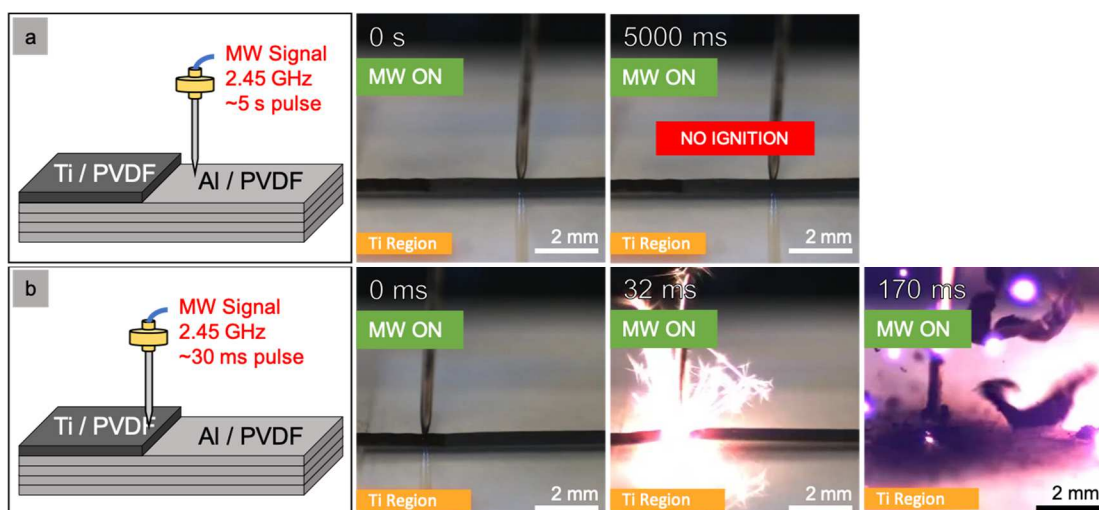 a
MW Signal
2.45 GHz
~5 s pulse
Ti / PVDF
Al / PVDF
0 s
MW ON
Ti Region
2 mm
5000 ms
MW ON
NO IGNITION
Ti Region
2 mm
b
MW Signal
2.45 GHz
~30 ms pulse
Ti / PVDF
Al / PVDF
0 ms
MW ON
Ti Region
2 mm
32 ms
MW ON
Ti Region
2 mm
170 ms
MW ON
Ti Region
2 mm